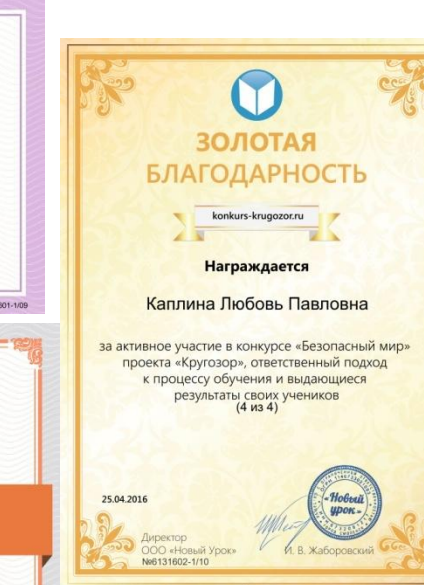 ЗОЛОТАЯ
БЛАГОДАРНОСТЬ
konkurs-krugozor.ru
Награждается
Каплина Любовь Павловна
за активное участие в конкурсе «Безопасный мир»
проекта «Кругозор», ответственный подход
к процессу обучения и выдающиеся
результаты своих учеников
(4 из 4)
25.04.2016
«Новый
урок»
Директор
ООО «Новый Урок»
И. В. Жаборовский
№6131602-1/10
601-1/09